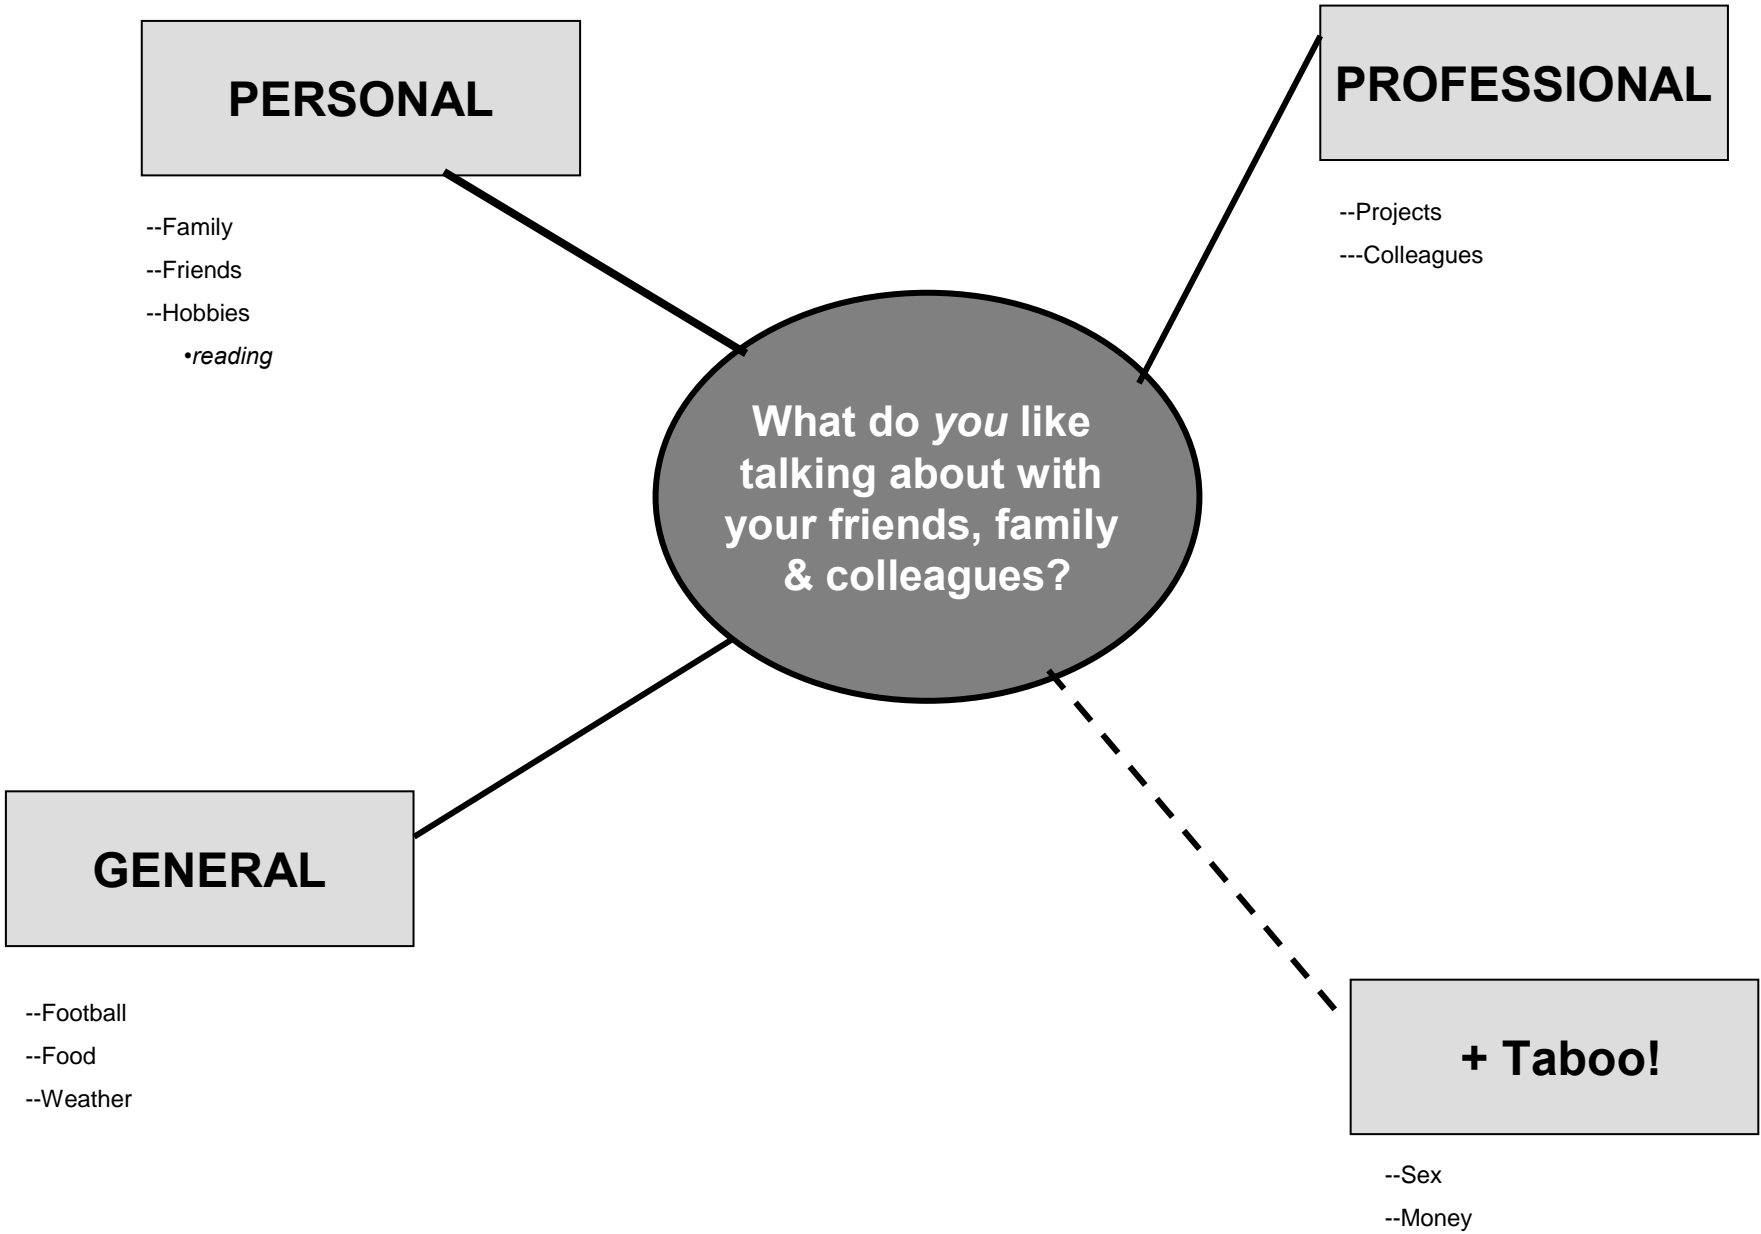 PERSONAL
--Family
--Friends
--Hobbies
•reading
PROFESSIONAL
--Projects
---Colleagues
What do you like
talking about with
your friends, family
& colleagues?
GENERAL
--Football
--Food
--Weather
+ Taboo!
--Sex
--Money